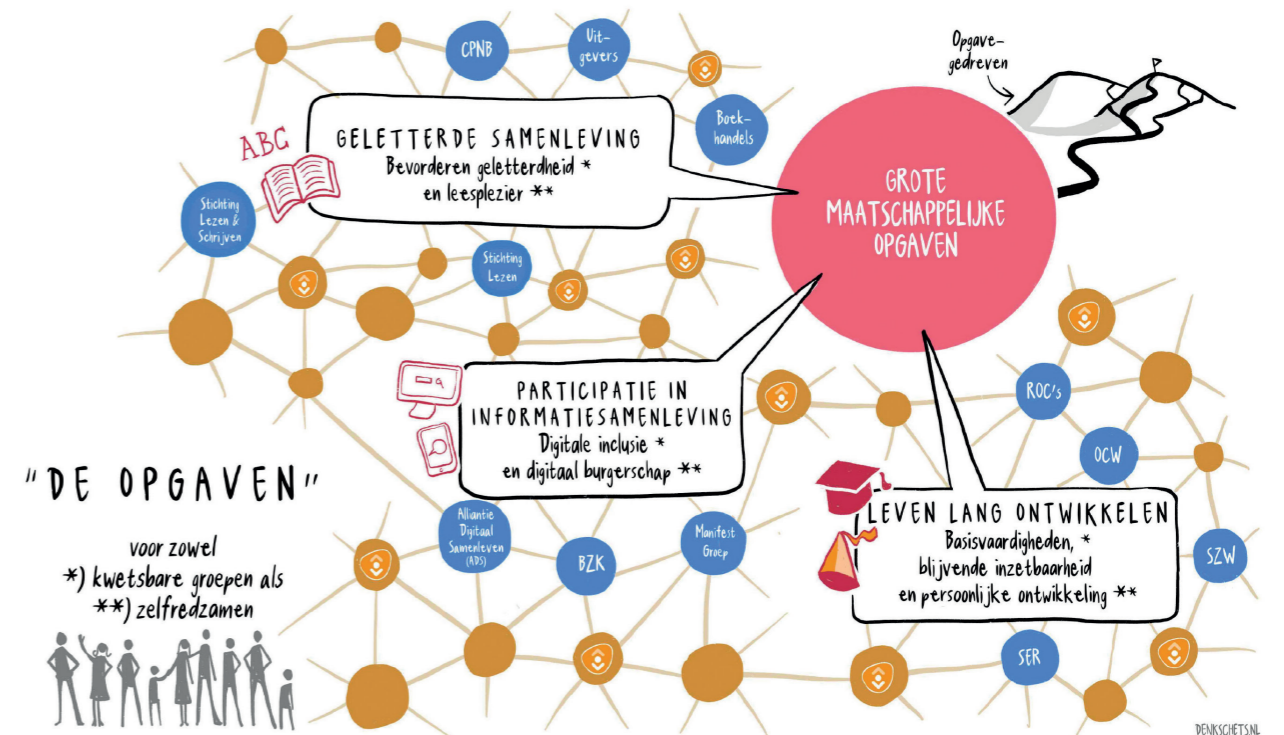 CPNB
Uit-
gevers
Opgave-
gedreven
Boek-
handels
ABC
GELETTERDE SAMENLEVING
Bevorderen geletterdheid *
en leesplezier **
GROTE
MAATSCHAPPELIJKE
OPGAVEN
Stichting
Lezen &
Schrijven
Stichting
Lezen
PARTICIPATIE IN
INFORMATIESAMENLEVING
Digitale inclusie *
en digitaal burgerschap **
ROC's
OCW
"DE OPGAVEN"
voor zowel
*) kwetsbare groepen als
**) zelfredzamen
Alliantie
Digitaal
Samenleven
(ADS)
BZK
Manifest
Groep
LEVEN LANG ONTWIKKELEN
Basisvaardigheden, *
blijvende inzetbaarheid
en persoonlijke ontwikkeling **
SZW
SER
DENKSCHETS.NL